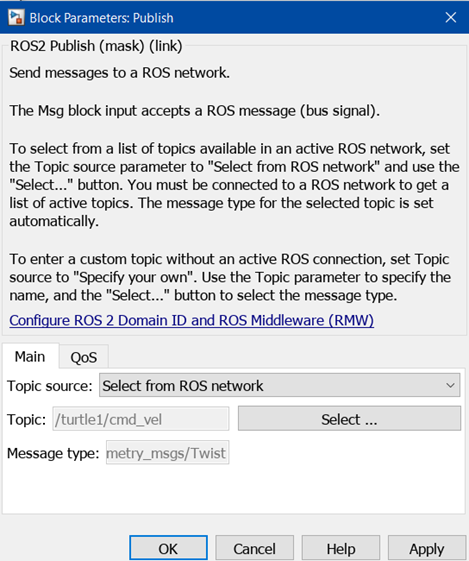 Block Parameters: Publish
ROS2 Publish (mask) (link)
Send messages to a ROS network.
The Msg block input accepts a ROS message (bus signal).
To select from a list of topics available in an active ROS network, set
the Topic source parameter to "Select from ROS network" and use the
"Select..." button. You must be connected to a ROS network to get a
list of active topics. The message type for the selected topic is set
automatically.
To enter a custom topic without an active ROS connection, set Topic
source to "Specify your own". Use the Topic parameter to specify the
name, and the "Select..." button to select the message type.
Configure ROS 2 Domain ID and ROS Middleware (RMW)
Main QoS
Topic source: Select from ROS network
Topic: /turtle1/cmd_vel Select ...
Message type: metry_msgs/Twist
OK Cancel Help Apply